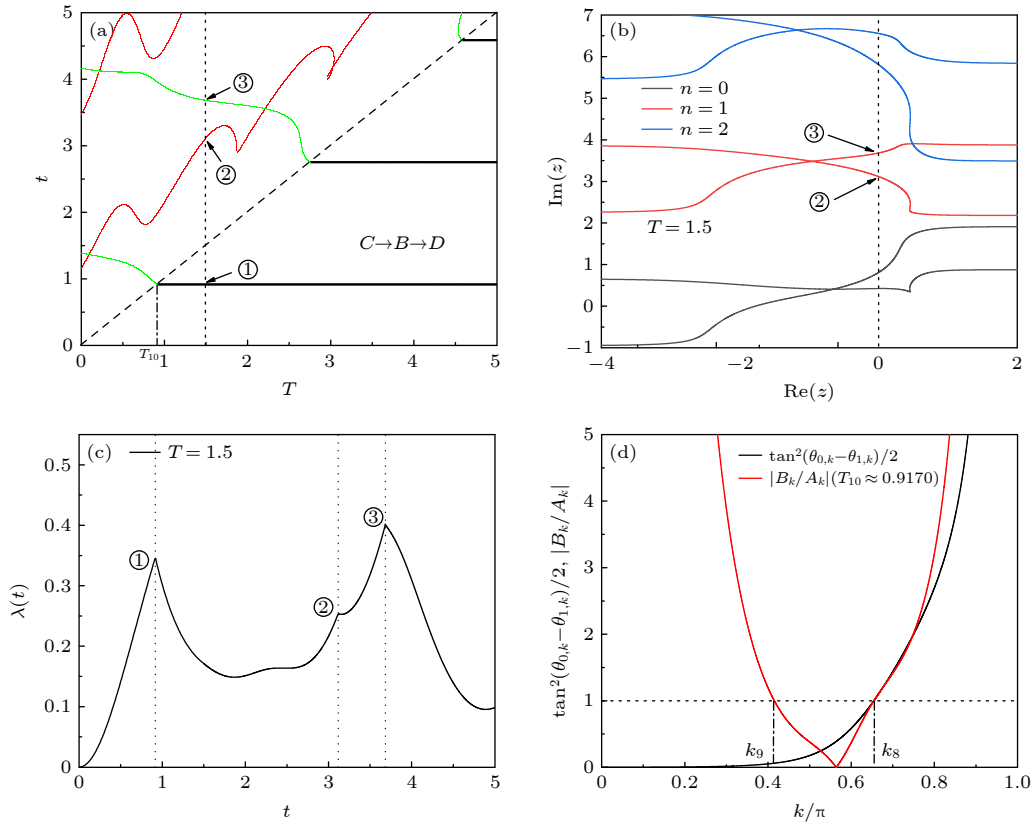 (a)
5
4
3
2
1
0
t
③
②
①
C→B→D
T₁₀
0
1
2
3
4
5
T
(b)
7
6
5
4
3
2
1
0
−1
Im(z)
n = 0
n = 1
n = 2
③
②
T = 1.5
−4
−2
0
2
Re(z)
(c)
T = 1.5
0.5
0.4
0.3
0.2
0.1
0
λ(t)
①
②
③
0
1
2
3
4
5
t
(d)
tan²(θ₀,ₖ−θ₁,ₖ)/2
|Bₖ/Aₖ|(T₁₀ ≈ 0.9170)
5
4
3
2
1
0
tan²(θ₀,ₖ−θ₁,ₖ)/2, |Bₖ/Aₖ|
k₉
k₈
0
0.2
0.4
0.6
0.8
1.0
k/π